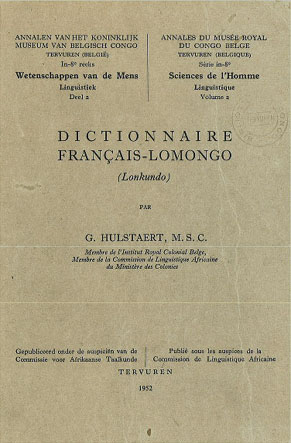 ANNALEN VAN HET KONINKLIJK
MUSEUM VAN BELGISCH CONGO
TERVUREN (BELGIË)
In-8° reeks
Wetenschappen van de Mens
Linguistiek
Deel 2
ANNALES DU MUSÉE ROYAL
DU CONGO BELGE
TERVUREN (BELGIQUE)
Série in-8°
Sciences de l'Homme
Linguistique
Volume 2
DICTIONNAIRE
FRANÇAIS-LOMONGO
(Lonkundo)
PAR
G. HULSTAERT, M. S. C.
Membre de l'Institut Royal Colonial Belge,
Membre de la Commission de Linguistique Africaine
du Ministère des Colonies
Gepubliceerd onder de auspiciën van de
Commissie voor Afrikaanse Taalkunde
Publié sous les auspices de la
Commission de Linguistique Africaine
TERVUREN
1952